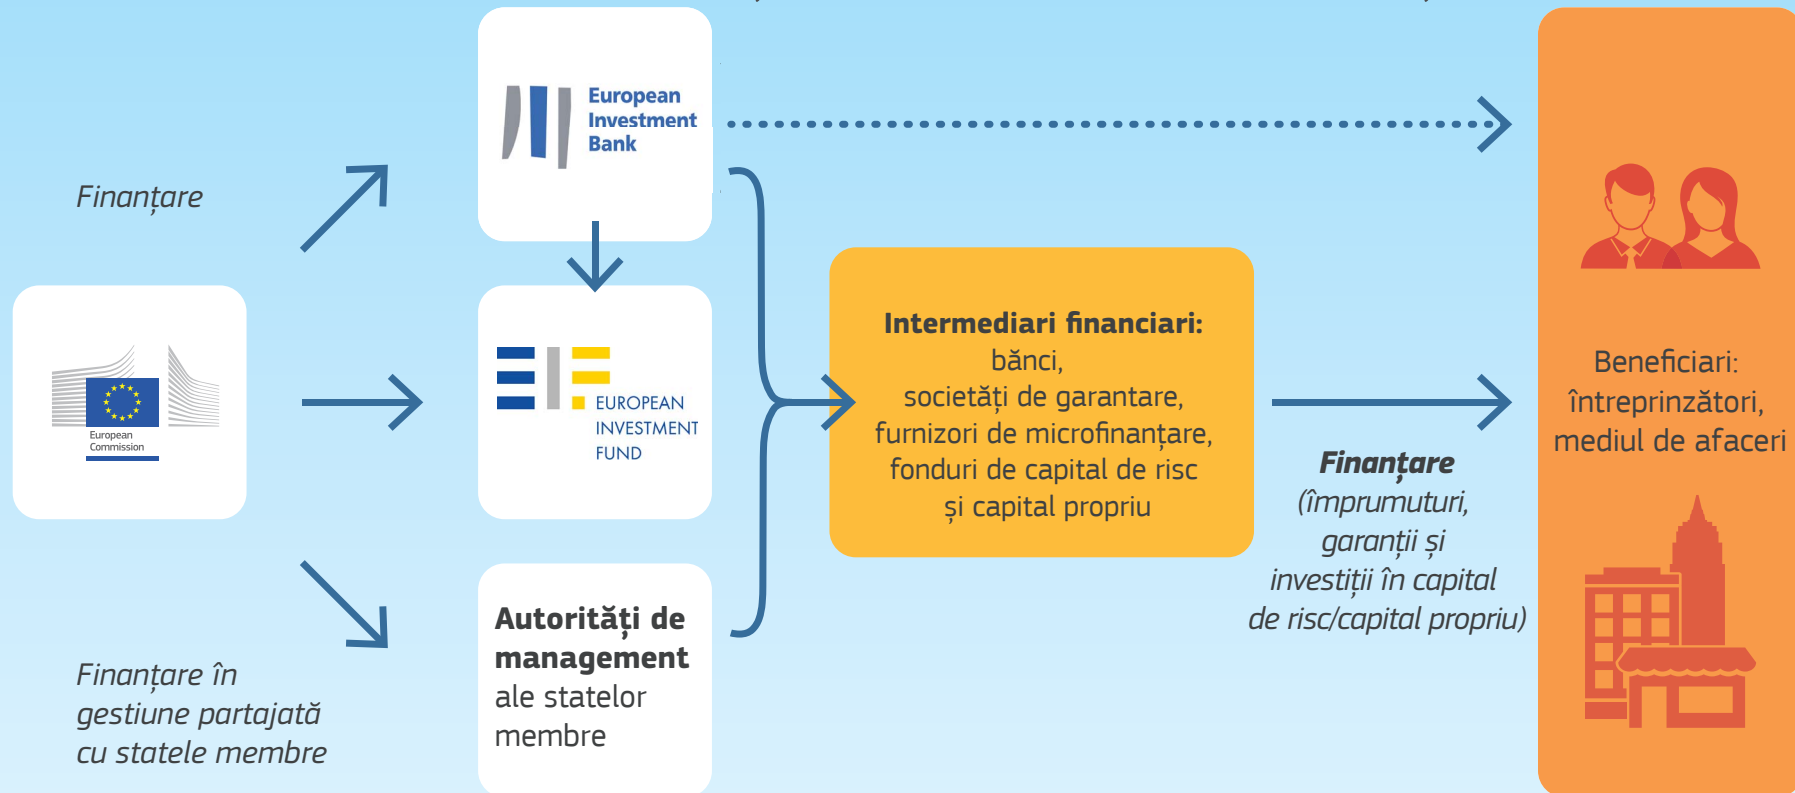 European
Investment
Bank
Finanțare
European
Commission
EUROPEAN
INVESTMENT
FUND
Autorități de
management
ale statelor
membre
Finanțare în
gestiune partajată
cu statele membre
Intermediari financiari:
bănci,
societăți de garantare,
furnizori de microfinanțare,
fonduri de capital de risc
și capital propriu
Finanțare
(împrumuturi,
garanții și
investiții în capital
de risc/capital propriu)
Beneficiari:
întreprinzători,
mediul de afaceri